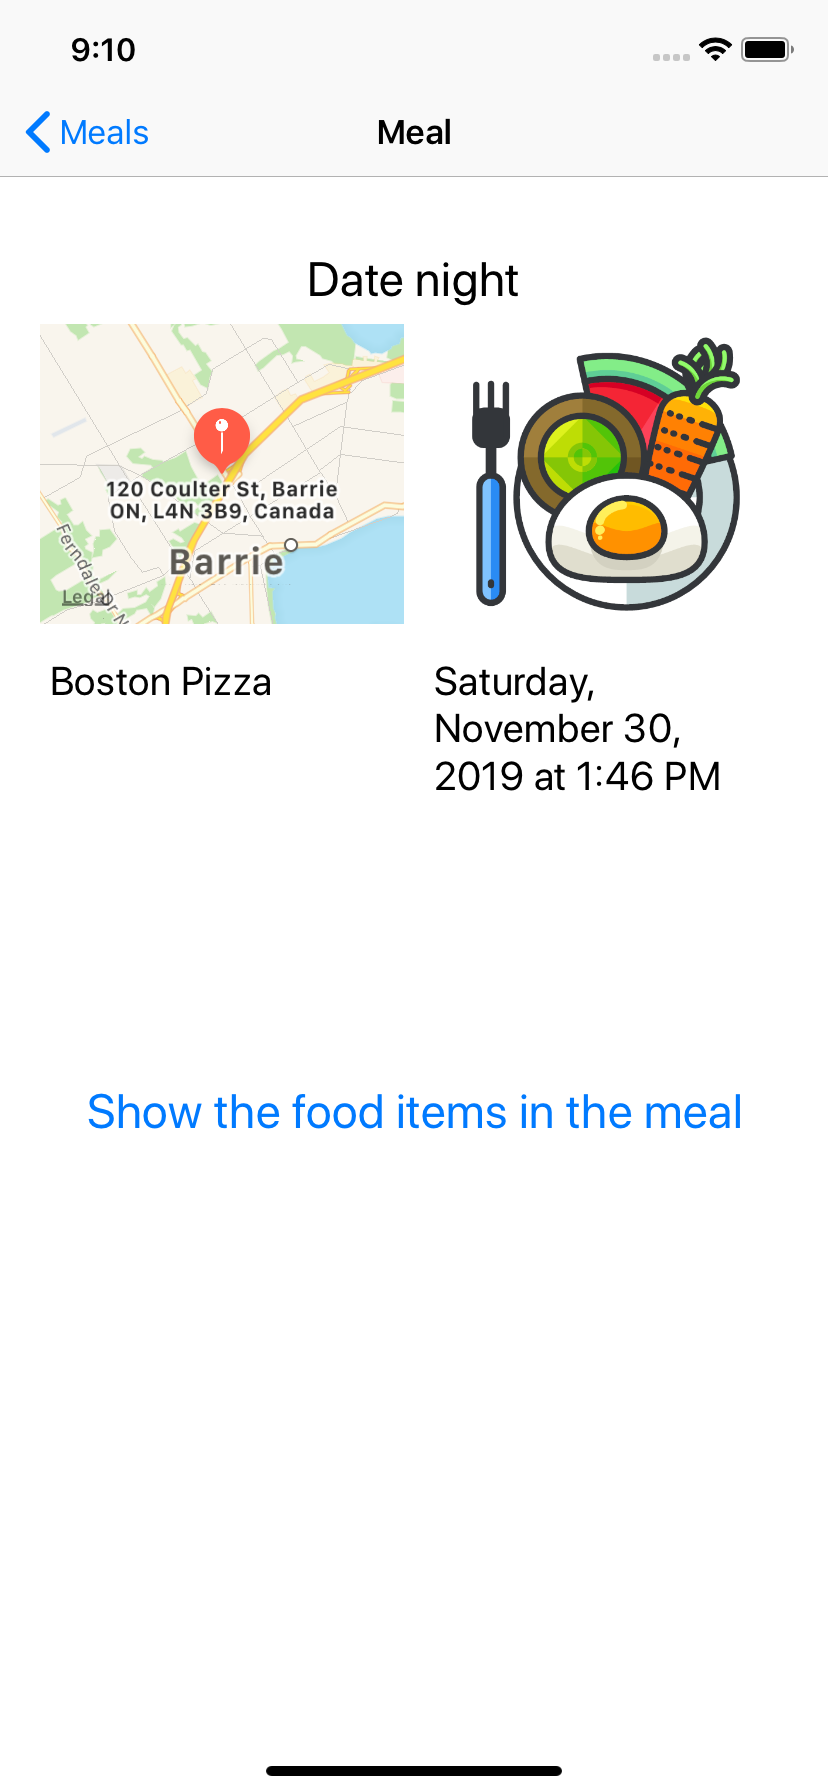 9:10
Meals
Meal
Date night
120 Coulter St, Barrie
ON, L4N 3B9, Canada
Barrie
Ferndale Dr N
Legal
Boston Pizza
Saturday,
November 30,
2019 at 1:46 PM
Show the food items in the meal